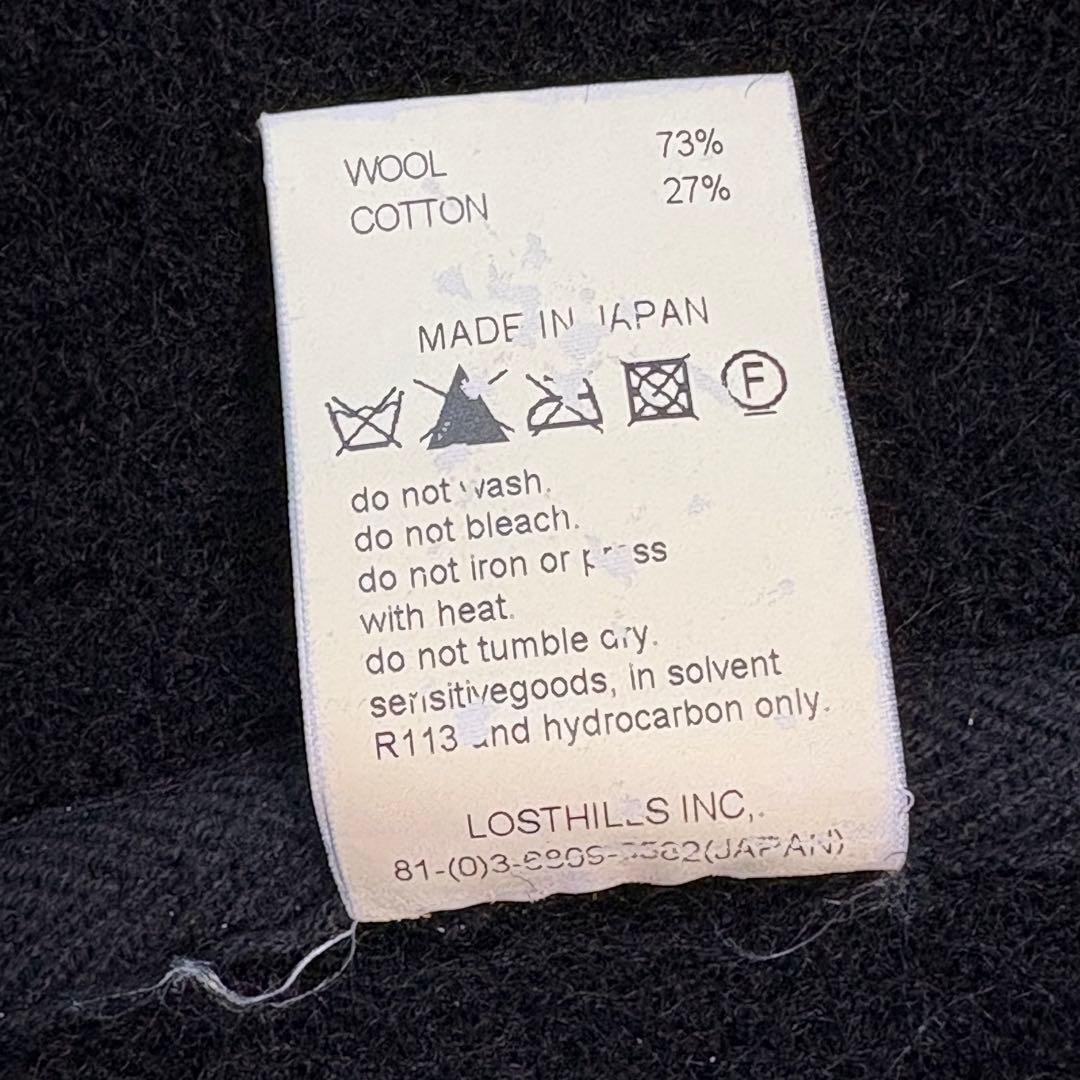 WOOL 73%
COTTON 27%
MADE IN JAPAN
F
do not wash.
do not bleach.
do not iron or press
with heat.
do not tumble dry.
sensitivegoods, in solvent
R113 and hydrocarbon only.
LOSTHILLS INC,.